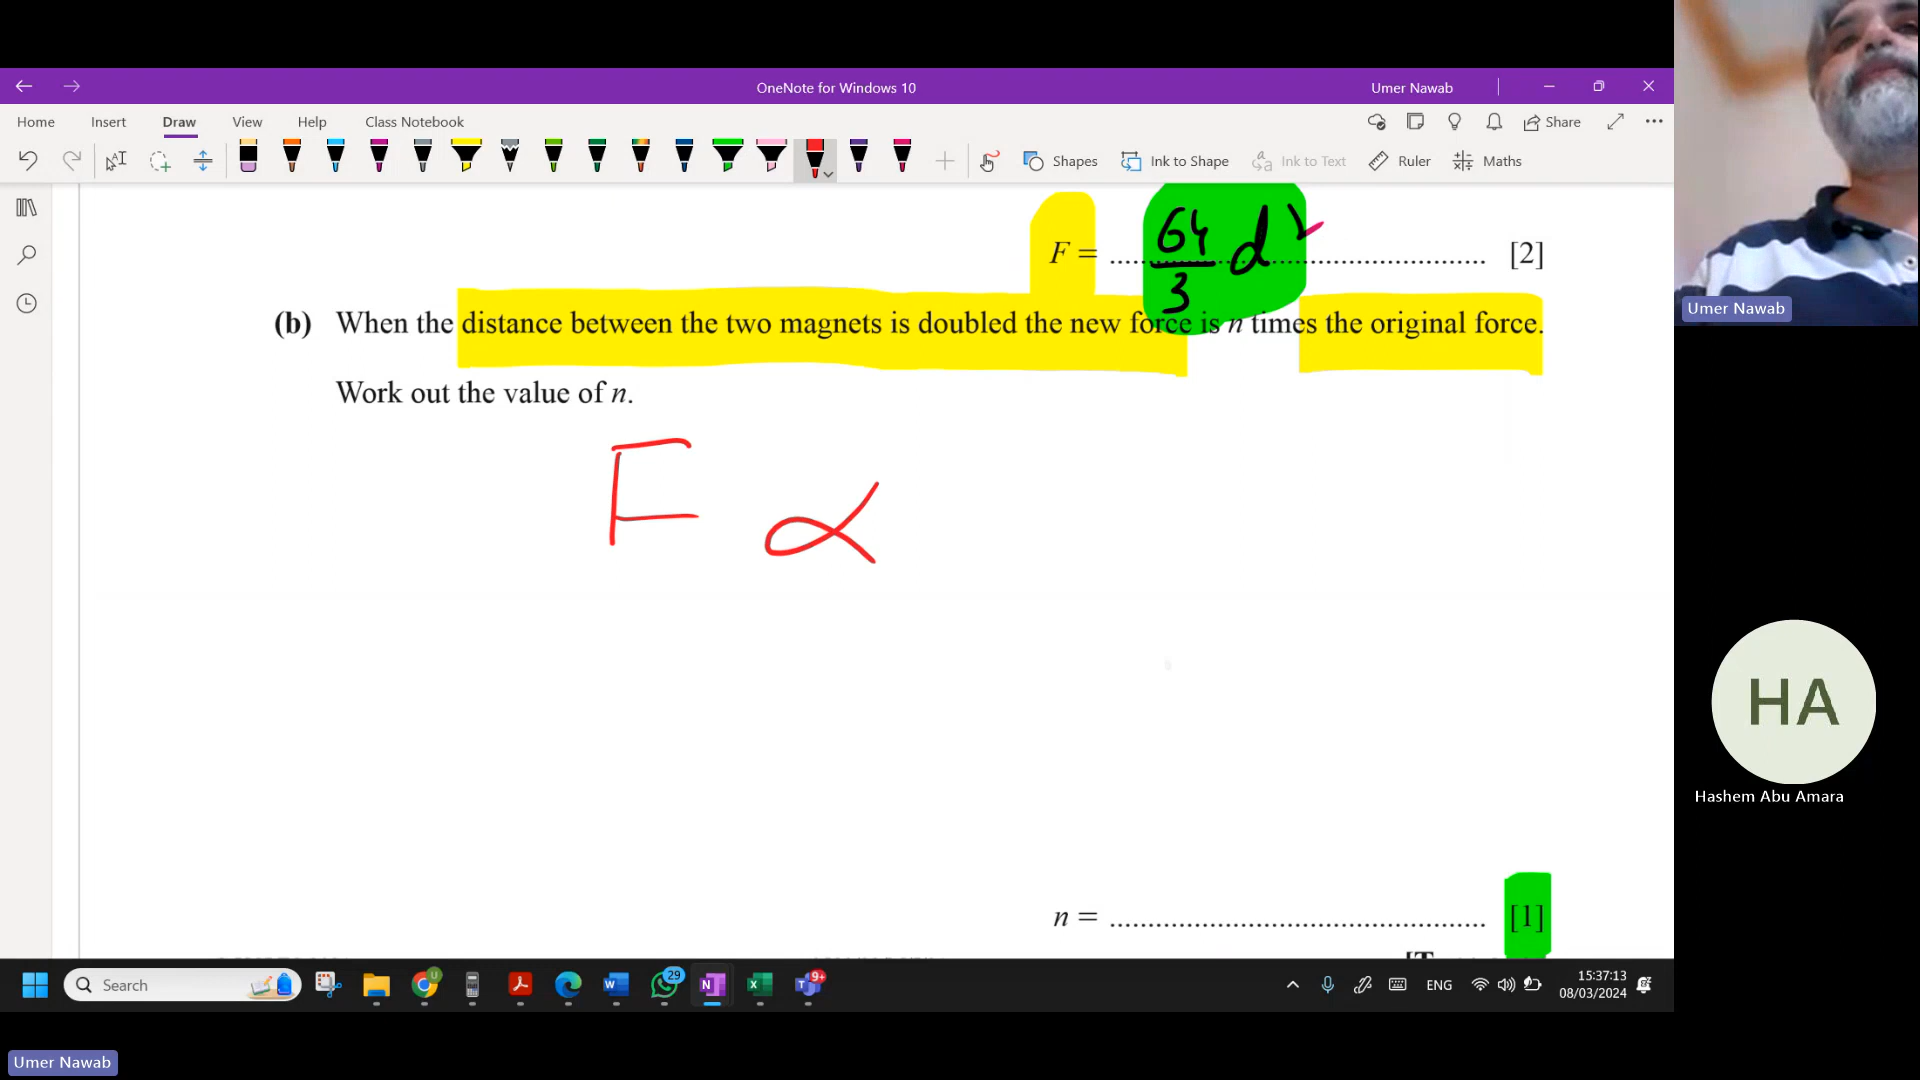 OneNote for Windows 10
Umer Nawab
Home Insert Draw View Help Class Notebook
Share
Shapes Ink to Shape Ink to Text Ruler Maths
F = 64/3 d² [2]
(b) When the distance between the two magnets is doubled the new force is n times the original force.
Work out the value of n.
F α
n = [1]
Umer Nawab
HA
Hashem Abu Amara
Search
U
W
29
N
X
T
9+
ENG
15:37:13
08/03/2024
Umer Nawab